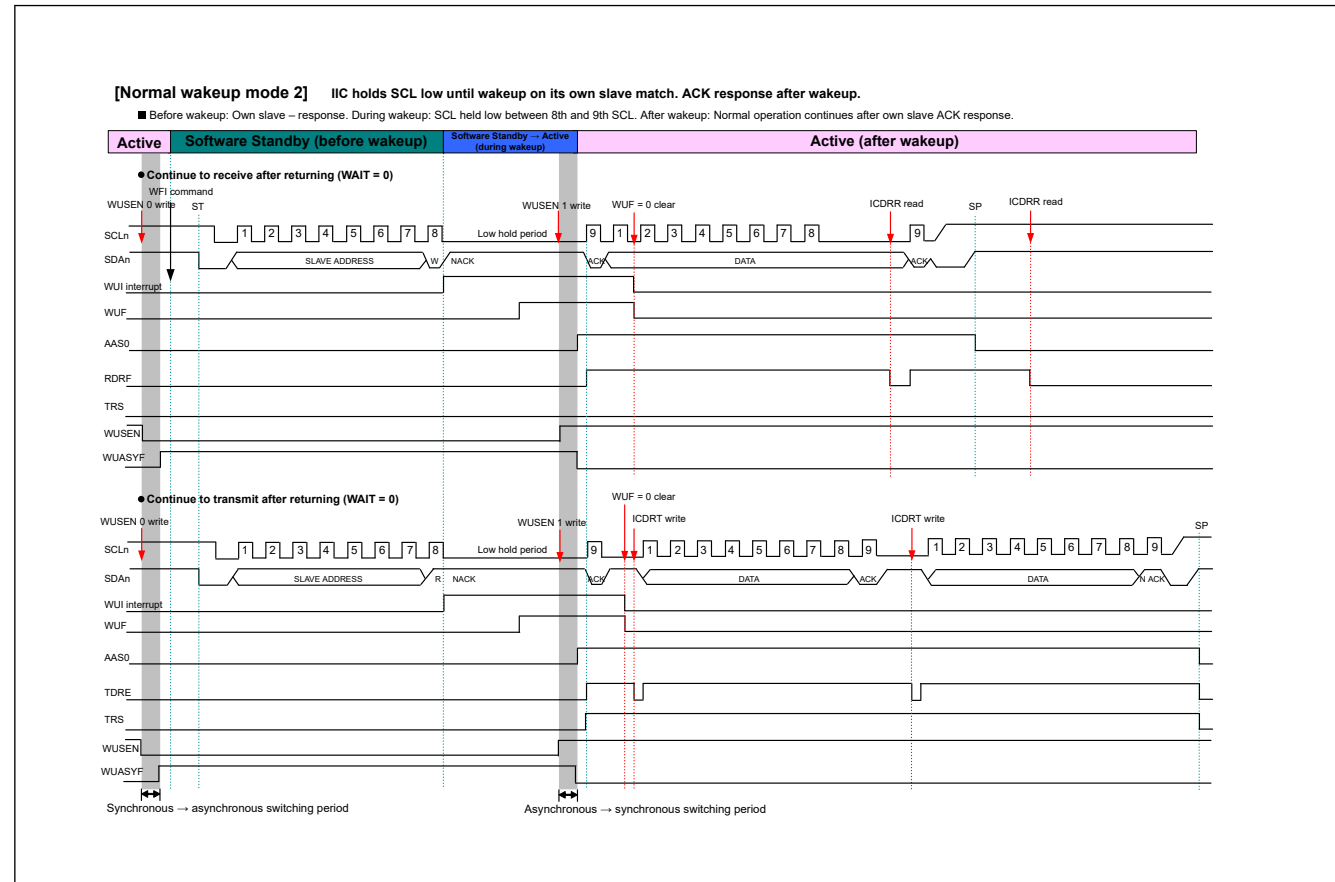 [Normal wakeup mode 2] IIC holds SCL low until wakeup on its own slave match. ACK response after wakeup.
■ Before wakeup: Own slave – response. During wakeup: SCL held low between 8th and 9th SCL. After wakeup: Normal operation continues after own slave ACK response.
Active Software Standby (before wakeup) Software Standby → Active (during wakeup) Active (after wakeup)
● Continue to receive after returning (WAIT = 0)
WFI command
WUSEN 0 write ST WUSEN 1 write WUF = 0 clear ICDRR read SP ICDRR read
SCLn 1 2 3 4 5 6 7 8 Low hold period 9 1 2 3 4 5 6 7 8 9
SDAn SLAVE ADDRESS W NACK ACK DATA ACK
WUI interrupt
WUF
AAS0
RDRF
TRS
WUSEN
WUASYF
● Continue to transmit after returning (WAIT = 0)
WUF = 0 clear
WUSEN 0 write WUSEN 1 write ICDRT write ICDRT write SP
SCLn 1 2 3 4 5 6 7 8 Low hold period 9 1 2 3 4 5 6 7 8 9 1 2 3 4 5 6 7 8 9
SDAn SLAVE ADDRESS R NACK ACK DATA ACK DATA N ACK
WUI interrupt
WUF
AAS0
TDRE
TRS
WUSEN
WUASYF
Synchronous → asynchronous switching period Asynchronous → synchronous switching period